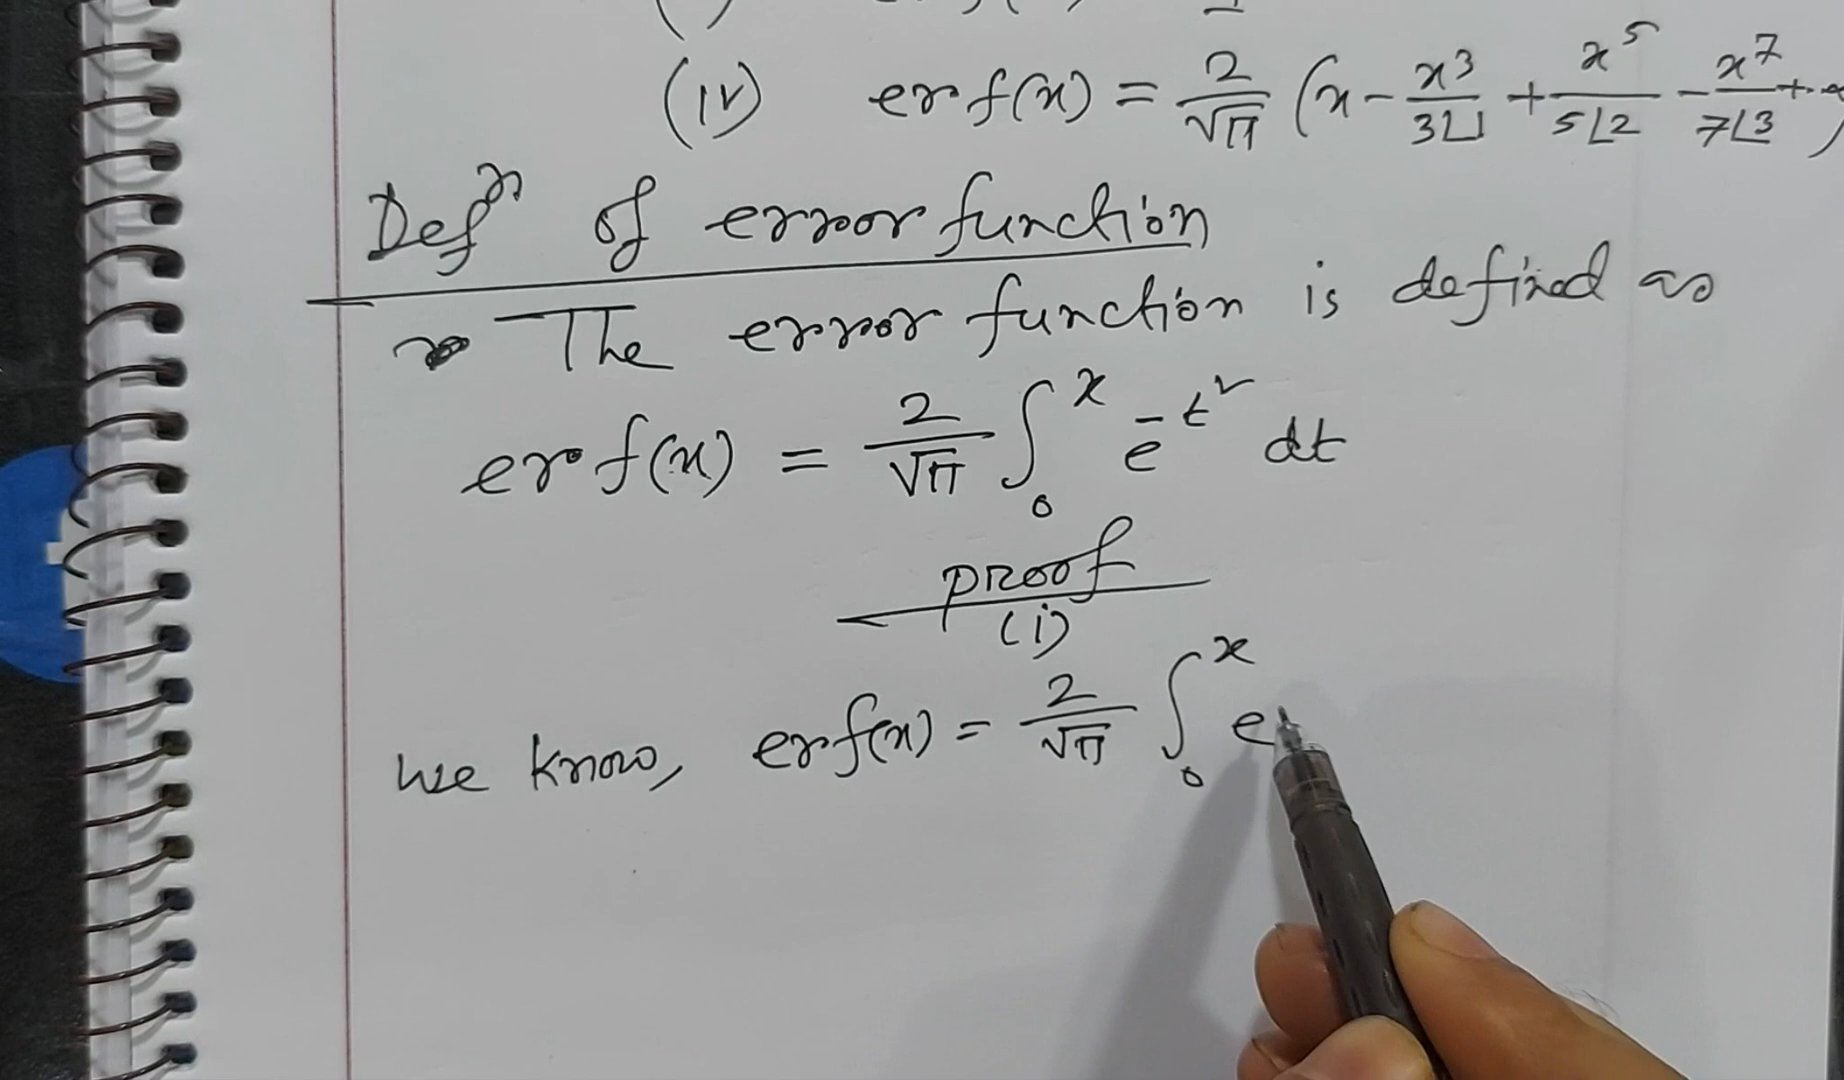 (iv) erf(x) = 2/√π (x - x³/3∟1 + x⁵/5∟2 - x⁷/7∟3 + ...
Defⁿ of error function
The error function is defined as
erf(x) = 2/√π ∫₀ˣ e^-t² dt
proof
(i)
we know, erf(x) = 2/√π ∫₀ˣ e